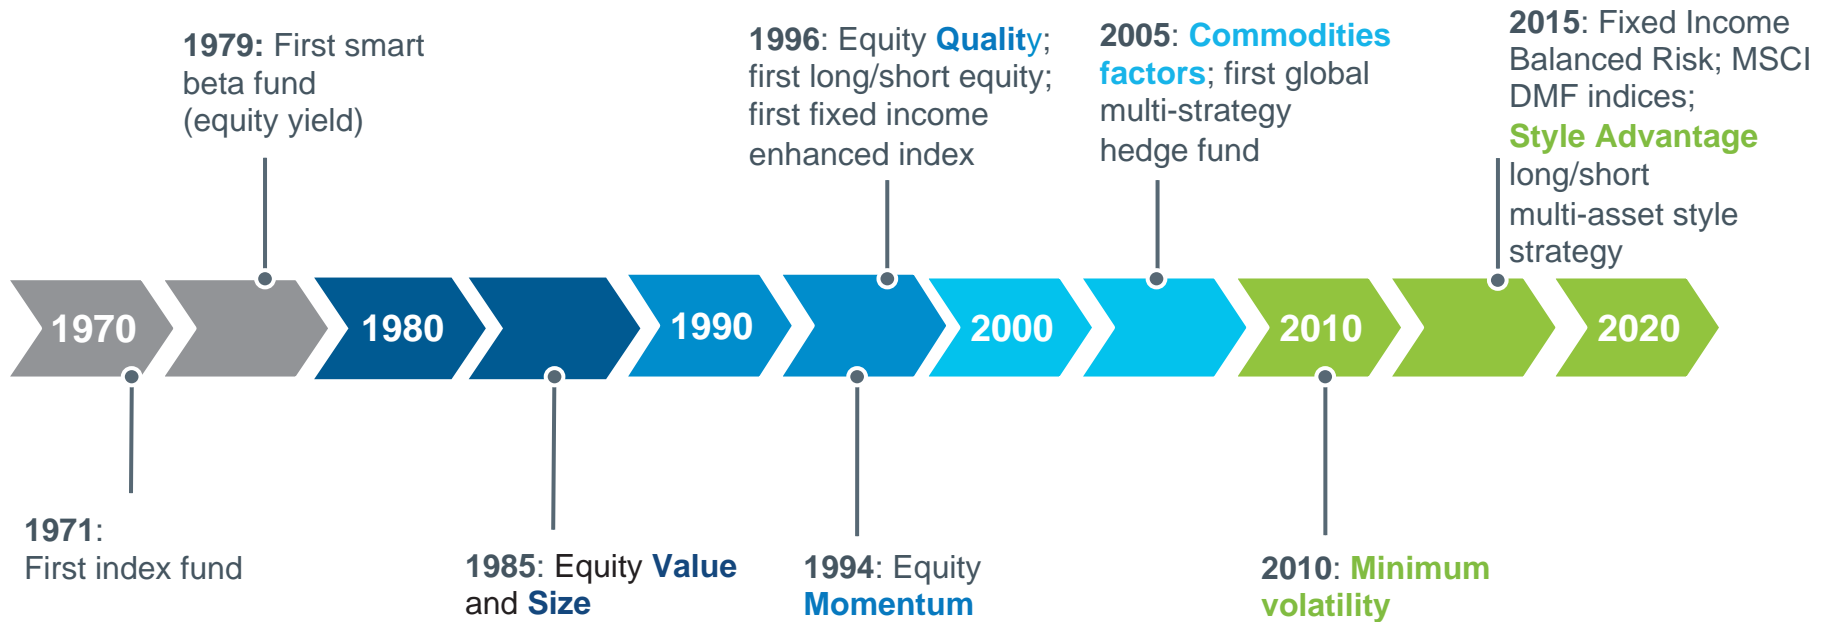 1979: First smart
beta fund
(equity yield)
1996: Equity Quality;
first long/short equity;
first fixed income
enhanced index
2005: Commodities
factors; first global
multi-strategy
hedge fund
2015: Fixed Income
Balanced Risk; MSCI
DMF indices;
Style Advantage
long/short
multi-asset style
strategy
1970
1980
1990
2000
2010
2020
1971:
First index fund
1985: Equity Value
and Size
1994: Equity
Momentum
2010: Minimum
volatility